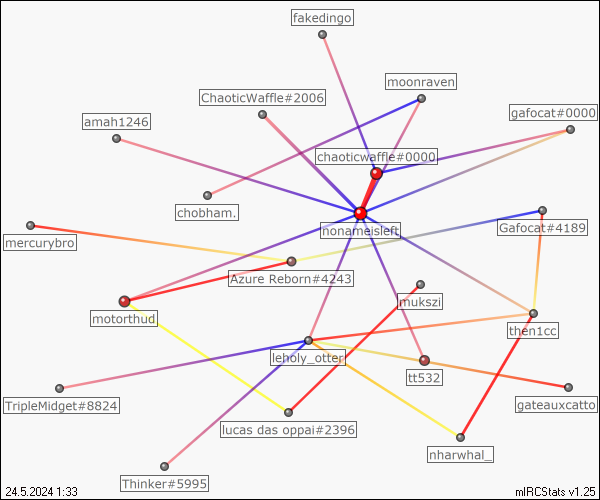 fakedingo
moonraven
ChaoticWaffle#2006
gafocat#0000
amah1246
chaoticwaffle#0000
chobham.
nonameisleft
Gafocat#4189
mercurybro
Azure Reborn#4243
mukszi
motorthud
then1cc
leholy_otter
tt532
TripleMidget#8824
gateauxcatto
lucas das oppai#2396
nharwhal_
Thinker#5995
24.5.2024 1:33
mIRCStats v1.25